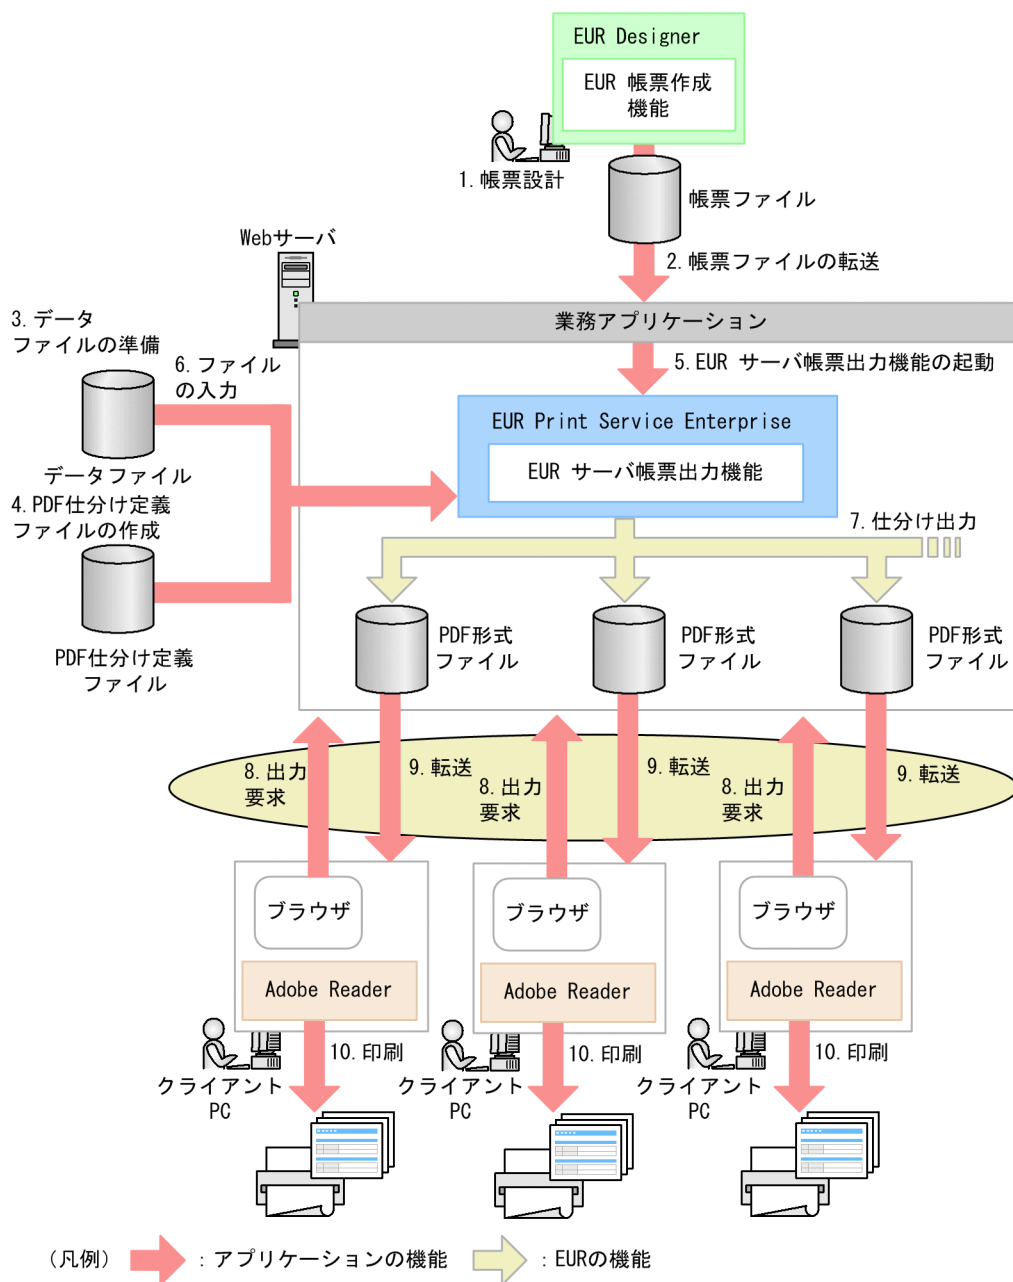 EUR Designer
EUR 帳票作成
機能
1.帳票設計
帳票ファイル
Webサーバ
2.帳票ファイルの転送
業務アプリケーション
3.データ
ファイルの準備
6.ファイル
の入力
5.EUR サーバ帳票出力機能の起動
EUR Print Service Enterprise
EUR サーバ帳票出力機能
データファイル
4.PDF仕分け定義
ファイルの作成
7.仕分け出力
PDF仕分け定義
ファイル
PDF形式
ファイル
PDF形式
ファイル
PDF形式
ファイル
8.出力
要求
9.転送
8.出力
要求
9.転送
8.出力
要求
9.転送
ブラウザ
ブラウザ
ブラウザ
Adobe Reader
Adobe Reader
Adobe Reader
10.印刷
10.印刷
10.印刷
クライアント
PC
クライアント
PC
クライアント
PC
(凡例)
:アプリケーションの機能
:EURの機能